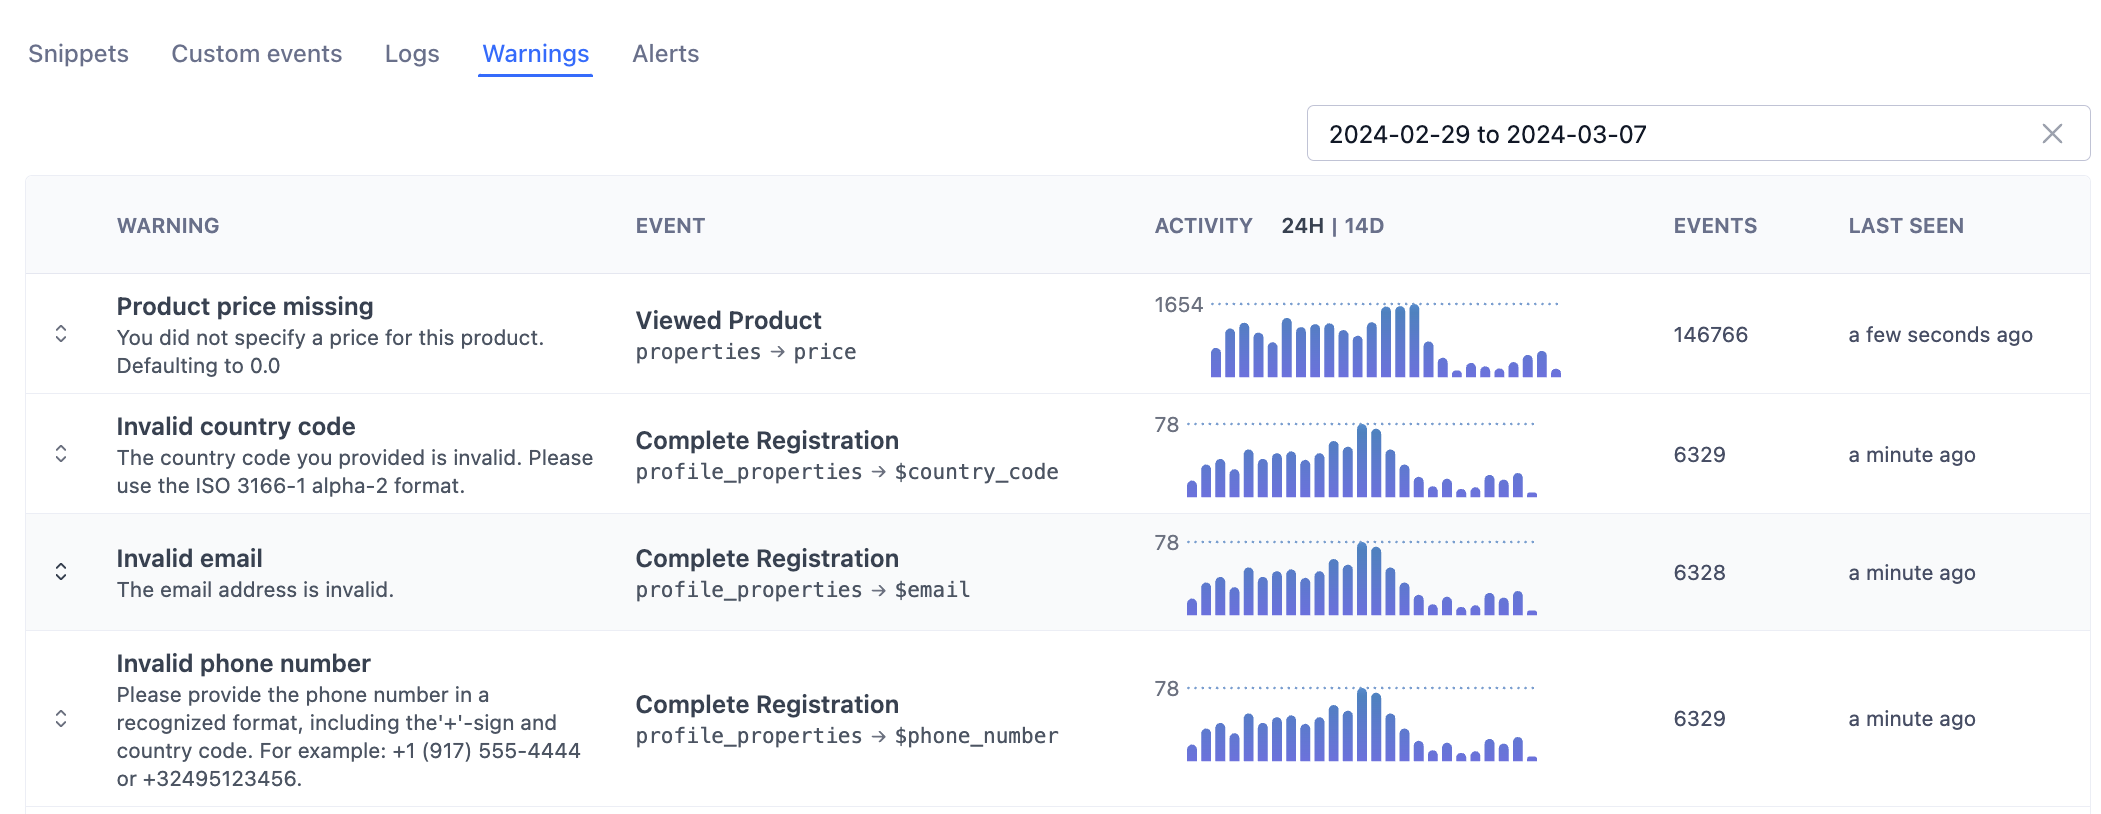 Snippets Custom events Logs Warnings Alerts
2024-02-29 to 2024-03-07
WARNING EVENT ACTIVITY 24H | 14D EVENTS LAST SEEN
Product price missing
You did not specify a price for this product.
Defaulting to 0.0
Viewed Product
properties → price
1654
146766
a few seconds ago
Invalid country code
The country code you provided is invalid. Please
use the ISO 3166-1 alpha-2 format.
Complete Registration
profile_properties → $country_code
78
6329
a minute ago
Invalid email
The email address is invalid.
Complete Registration
profile_properties → $email
78
6328
a minute ago
Invalid phone number
Please provide the phone number in a
recognized format, including the'+'-sign and
country code. For example: +1 (917) 555-4444
or +32495123456.
Complete Registration
profile_properties → $phone_number
78
6329
a minute ago